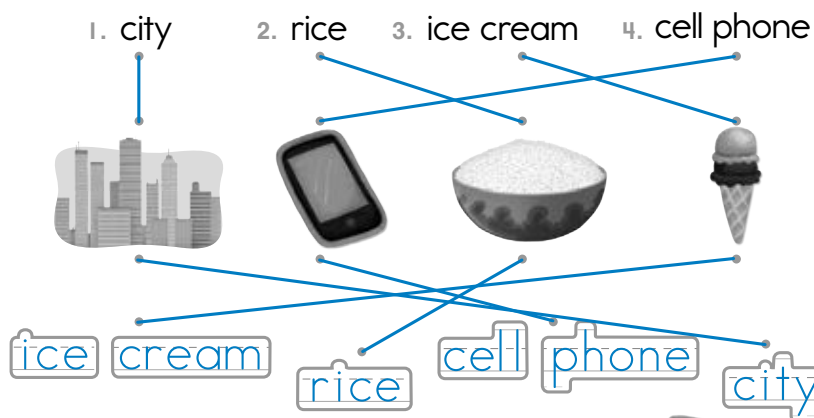 1. city 2. rice 3. ice cream 4. cell phone
ice cream rice cell phone city